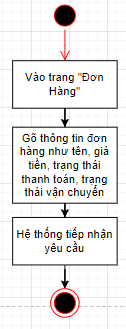 Vào trang "Đơn
Hàng"
Gõ thông tin đơn
hàng như tên, giá
tiền, trạng thái
thanh toán, trạng
thái vận chuyển
Hệ thống tiếp nhận
yêu cầu